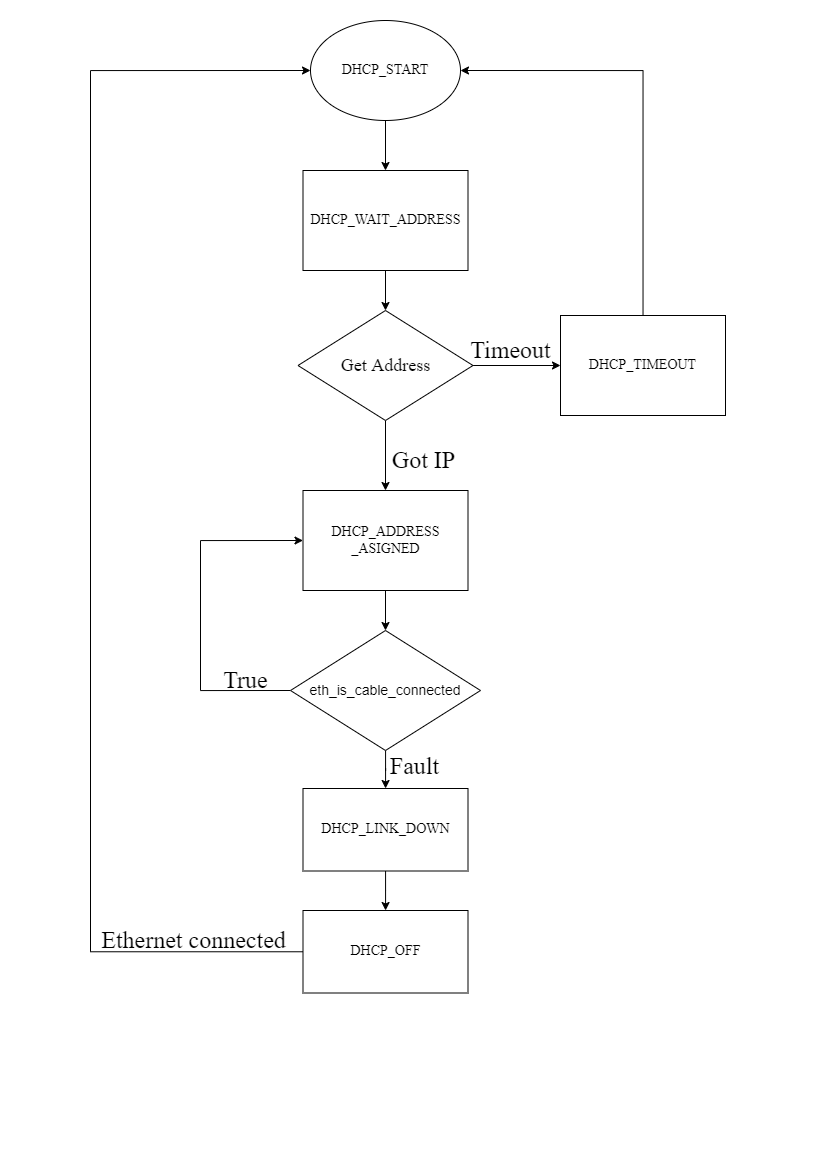 DHCP_START
DHCP_WAIT_ADDRESS
Get Address
Timeout
DHCP_TIMEOUT
Got IP
DHCP_ADDRESS
_ASIGNED
True
eth_is_cable_connected
Fault
DHCP_LINK_DOWN
Ethernet connected
DHCP_OFF